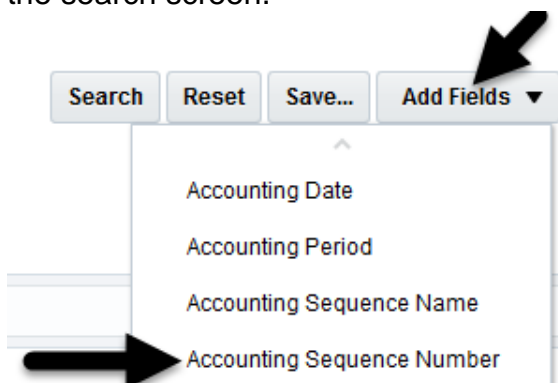 the search screen.
Search Reset Save... Add Fields ▼
Accounting Date
Accounting Period
Accounting Sequence Name
Accounting Sequence Number